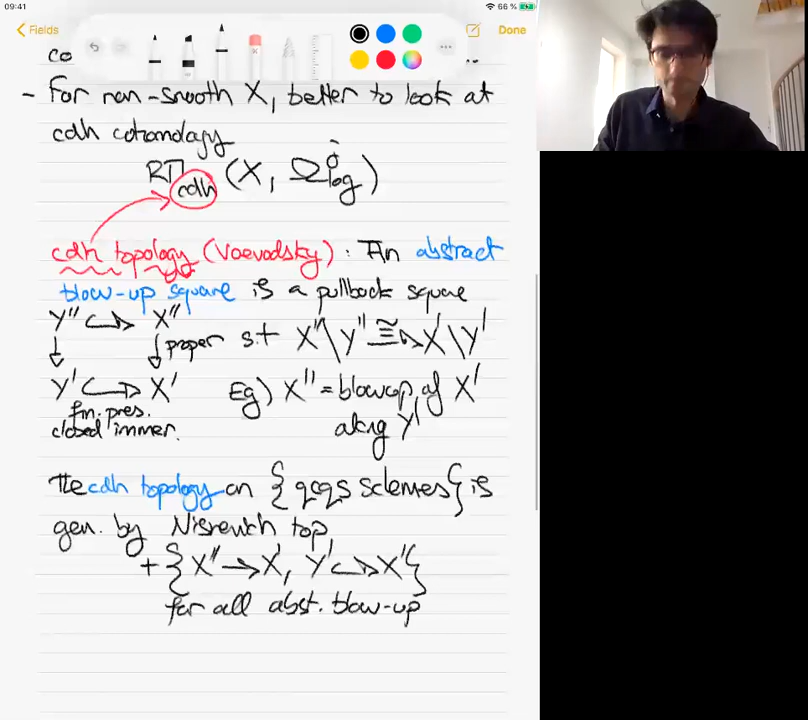 09:41
66 %
Fields
Done
co
- For non-smooth X, better to look at
cdh cohomology
RΓcdh (X, Ω°log)
cdh topology (Voevodsky): An abstract
blow-up square is a pullback square
Y'' ↪ X''
↓ ↓ proper s.t X''\Y'' ≅→ X'\Y'
Y' ↪ X' Eg) X'' = blowup of X'
fin. pres.
closed immer. along Y'
The cdh topology on {qcqs schemes} is
gen. by Nisnevich top,
+ {X'' → X', Y' ↪ X'}
for all abst. blow-up